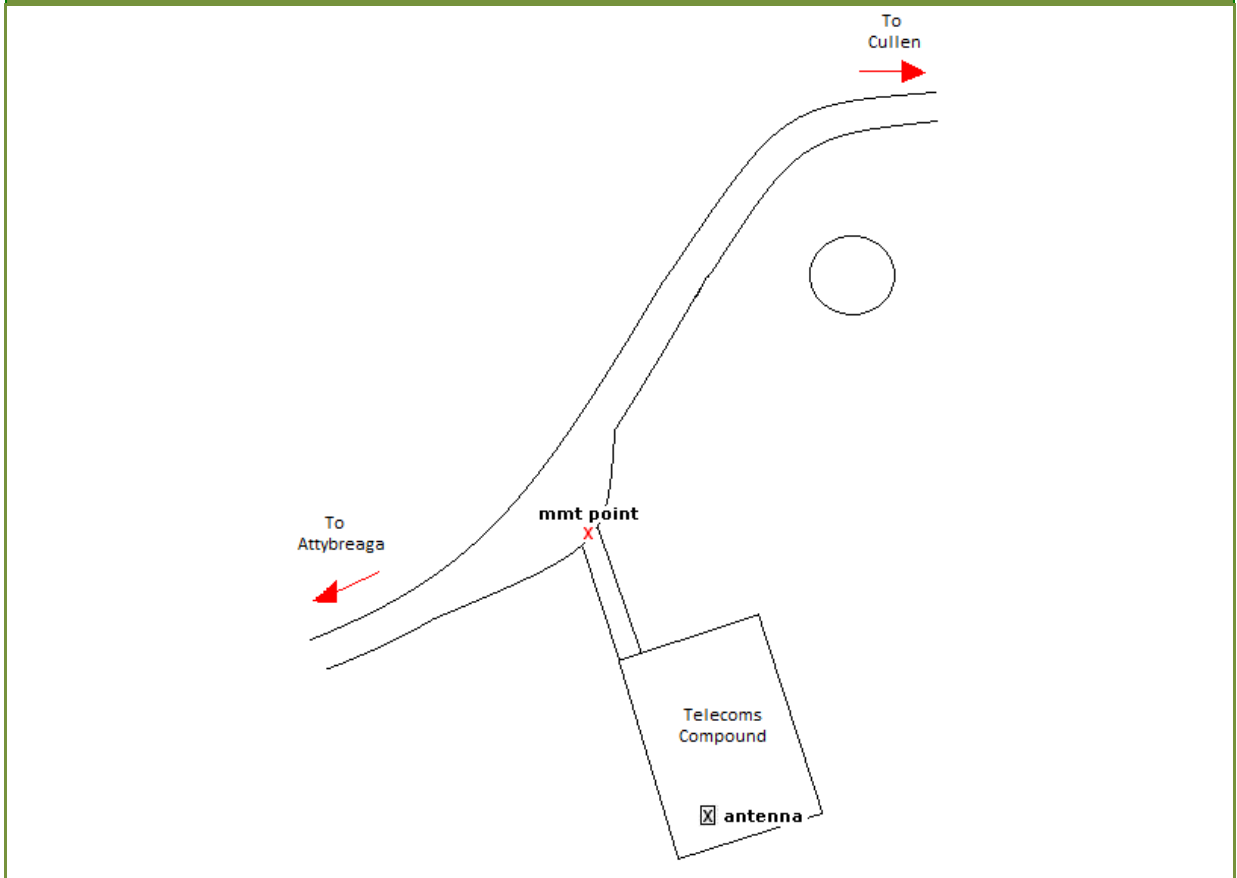 To
Cullen
mmt point
X
To
Attybreaga
Telecoms
Compound
X antenna